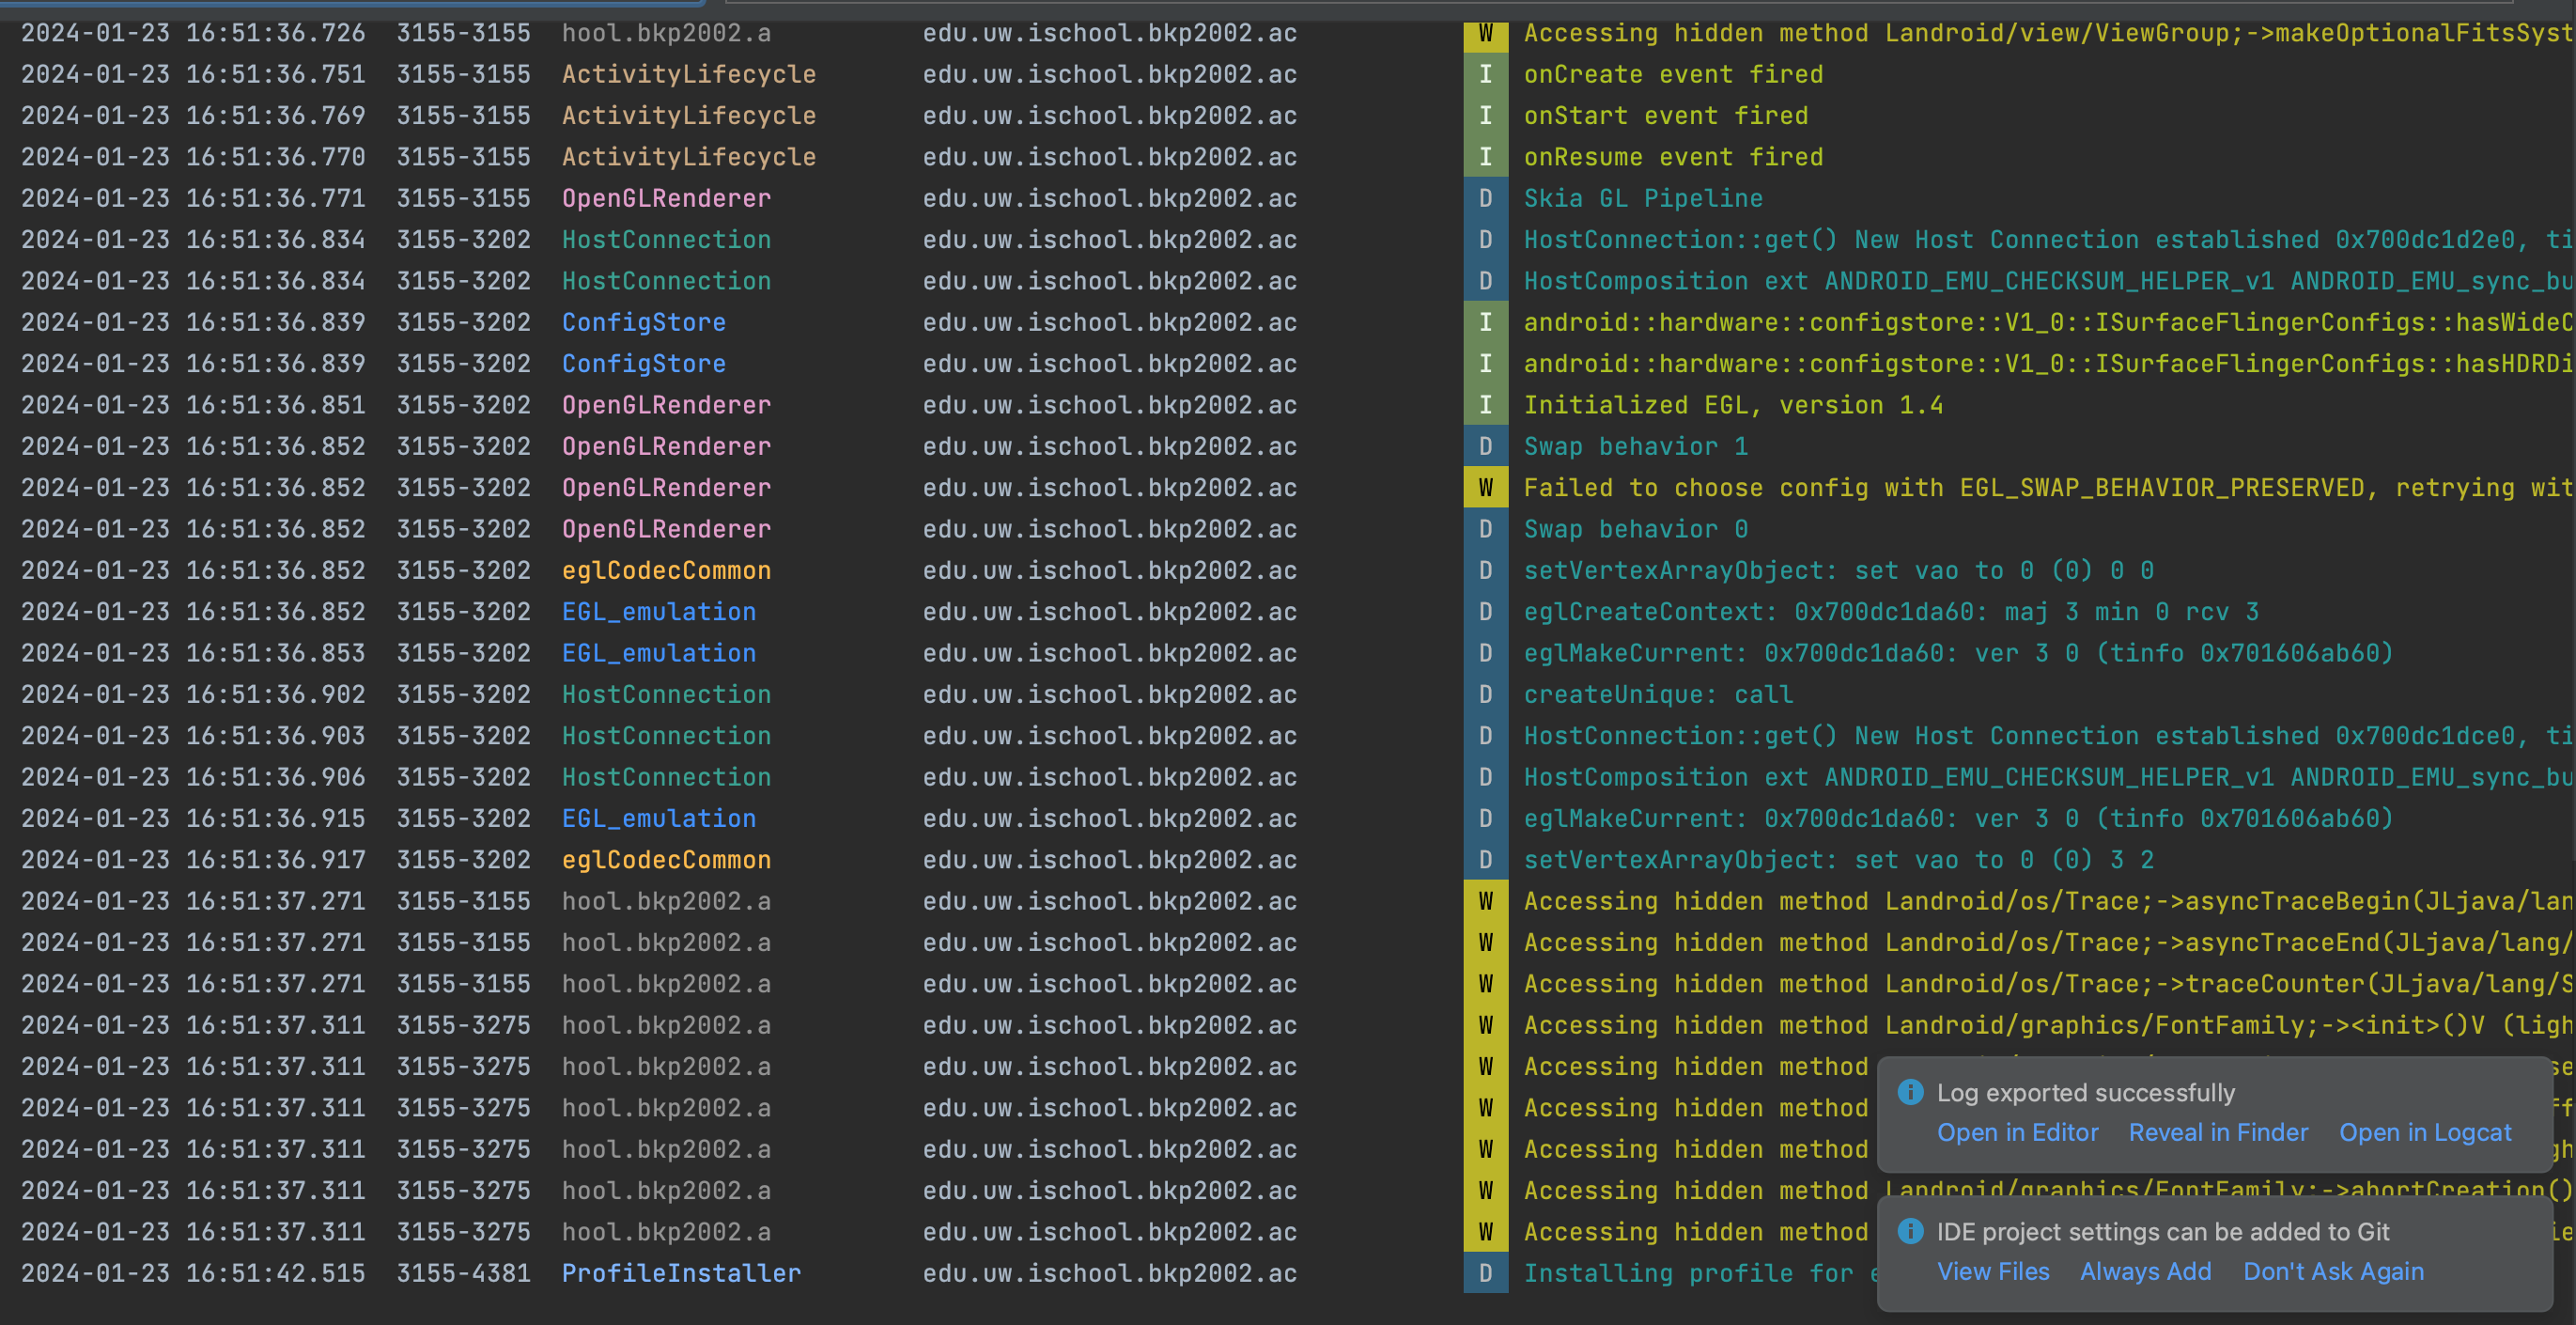 2024-01-23 16:51:36.726 3155-3155 hool.bkp2002.a edu.uw.ischool.bkp2002.ac W Accessing hidden method Landroid/view/ViewGroup;->makeOptionalFitsSyst
2024-01-23 16:51:36.751 3155-3155 ActivityLifecycle edu.uw.ischool.bkp2002.ac I onCreate event fired
2024-01-23 16:51:36.769 3155-3155 ActivityLifecycle edu.uw.ischool.bkp2002.ac I onStart event fired
2024-01-23 16:51:36.770 3155-3155 ActivityLifecycle edu.uw.ischool.bkp2002.ac I onResume event fired
2024-01-23 16:51:36.771 3155-3155 OpenGLRenderer edu.uw.ischool.bkp2002.ac D Skia GL Pipeline
2024-01-23 16:51:36.834 3155-3202 HostConnection edu.uw.ischool.bkp2002.ac D HostConnection::get() New Host Connection established 0x700dc1d2e0, ti
2024-01-23 16:51:36.834 3155-3202 HostConnection edu.uw.ischool.bkp2002.ac D HostComposition ext ANDROID_EMU_CHECKSUM_HELPER_v1 ANDROID_EMU_sync_bu
2024-01-23 16:51:36.839 3155-3202 ConfigStore edu.uw.ischool.bkp2002.ac I android::hardware::configstore::V1_0::ISurfaceFlingerConfigs::hasWideC
2024-01-23 16:51:36.839 3155-3202 ConfigStore edu.uw.ischool.bkp2002.ac I android::hardware::configstore::V1_0::ISurfaceFlingerConfigs::hasHDRDi
2024-01-23 16:51:36.851 3155-3202 OpenGLRenderer edu.uw.ischool.bkp2002.ac I Initialized EGL, version 1.4
2024-01-23 16:51:36.852 3155-3202 OpenGLRenderer edu.uw.ischool.bkp2002.ac D Swap behavior 1
2024-01-23 16:51:36.852 3155-3202 OpenGLRenderer edu.uw.ischool.bkp2002.ac W Failed to choose config with EGL_SWAP_BEHAVIOR_PRESERVED, retrying wit
2024-01-23 16:51:36.852 3155-3202 OpenGLRenderer edu.uw.ischool.bkp2002.ac D Swap behavior 0
2024-01-23 16:51:36.852 3155-3202 eglCodecCommon edu.uw.ischool.bkp2002.ac D setVertexArrayObject: set vao to 0 (0) 0 0
2024-01-23 16:51:36.852 3155-3202 EGL_emulation edu.uw.ischool.bkp2002.ac D eglCreateContext: 0x700dc1da60: maj 3 min 0 rcv 3
2024-01-23 16:51:36.853 3155-3202 EGL_emulation edu.uw.ischool.bkp2002.ac D eglMakeCurrent: 0x700dc1da60: ver 3 0 (tinfo 0x701606ab60)
2024-01-23 16:51:36.902 3155-3202 HostConnection edu.uw.ischool.bkp2002.ac D createUnique: call
2024-01-23 16:51:36.903 3155-3202 HostConnection edu.uw.ischool.bkp2002.ac D HostConnection::get() New Host Connection established 0x700dc1dce0, ti
2024-01-23 16:51:36.906 3155-3202 HostConnection edu.uw.ischool.bkp2002.ac D HostComposition ext ANDROID_EMU_CHECKSUM_HELPER_v1 ANDROID_EMU_sync_bu
2024-01-23 16:51:36.915 3155-3202 EGL_emulation edu.uw.ischool.bkp2002.ac D eglMakeCurrent: 0x700dc1da60: ver 3 0 (tinfo 0x701606ab60)
2024-01-23 16:51:36.917 3155-3202 eglCodecCommon edu.uw.ischool.bkp2002.ac D setVertexArrayObject: set vao to 0 (0) 3 2
2024-01-23 16:51:37.271 3155-3155 hool.bkp2002.a edu.uw.ischool.bkp2002.ac W Accessing hidden method Landroid/os/Trace;->asyncTraceBegin(JLjava/lan
2024-01-23 16:51:37.271 3155-3155 hool.bkp2002.a edu.uw.ischool.bkp2002.ac W Accessing hidden method Landroid/os/Trace;->asyncTraceEnd(JLjava/lang/
2024-01-23 16:51:37.271 3155-3155 hool.bkp2002.a edu.uw.ischool.bkp2002.ac W Accessing hidden method Landroid/os/Trace;->traceCounter(JLjava/lang/S
2024-01-23 16:51:37.311 3155-3275 hool.bkp2002.a edu.uw.ischool.bkp2002.ac W Accessing hidden method Landroid/graphics/FontFamily;-><init>()V (ligh
2024-01-23 16:51:37.311 3155-3275 hool.bkp2002.a edu.uw.ischool.bkp2002.ac W Accessing hidden method
2024-01-23 16:51:37.311 3155-3275 hool.bkp2002.a edu.uw.ischool.bkp2002.ac W Accessing hidden method
2024-01-23 16:51:37.311 3155-3275 hool.bkp2002.a edu.uw.ischool.bkp2002.ac W Accessing hidden method
2024-01-23 16:51:37.311 3155-3275 hool.bkp2002.a edu.uw.ischool.bkp2002.ac W Accessing hidden method Landroid/graphics/FontFamily;->abortCreation()
2024-01-23 16:51:37.311 3155-3275 hool.bkp2002.a edu.uw.ischool.bkp2002.ac W Accessing hidden method
2024-01-23 16:51:42.515 3155-4381 ProfileInstaller edu.uw.ischool.bkp2002.ac D Installing profile for
Log exported successfully
Open in Editor Reveal in Finder Open in Logcat
IDE project settings can be added to Git
View Files Always Add Don't Ask Again